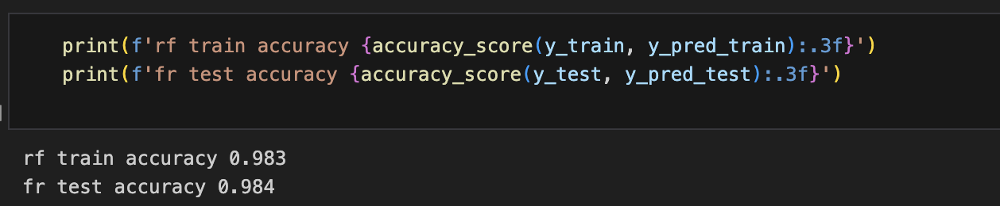 print(f'rf train accuracy {accuracy_score(y_train, y_pred_train):.3f}')
print(f'fr test accuracy {accuracy_score(y_test, y_pred_test):.3f}')
rf train accuracy 0.983
fr test accuracy 0.984